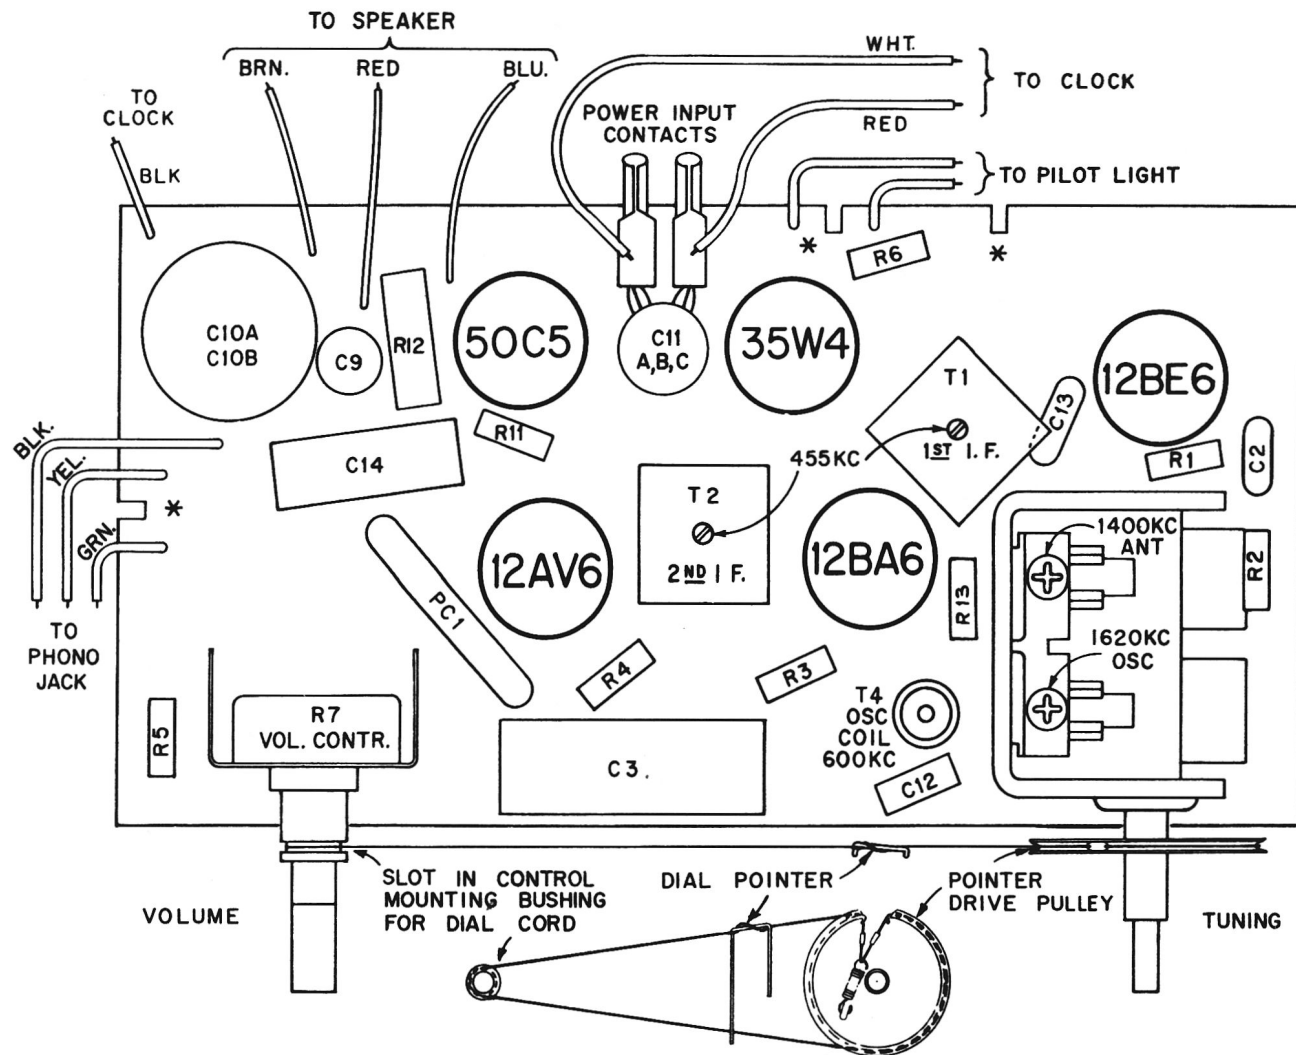 TO SPEAKER
BRN.
RED
BLU.
WHT.
TO CLOCK
RED
TO
CLOCK
BLK
POWER INPUT
CONTACTS
TO PILOT LIGHT
*
*
R6
C10A
C10B
C9
R12
50C5
C11
A,B,C
35W4
T1
1ST I.F.
C13
12BE6
R11
R1
C2
BLK.
YEL.
GRN.
*
C14
455KC
T2
2ND I F.
12AV6
12BA6
1400KC
ANT
R2
R13
PC1
TO
PHONO
JACK
1620KC
OSC
R4
R3
T4
OSC
COIL
600KC
R5
R7
VOL. CONTR.
C3.
C12
SLOT IN CONTROL
MOUNTING BUSHING
FOR DIAL CORD
DIAL POINTER
POINTER
DRIVE PULLEY
VOLUME
TUNING